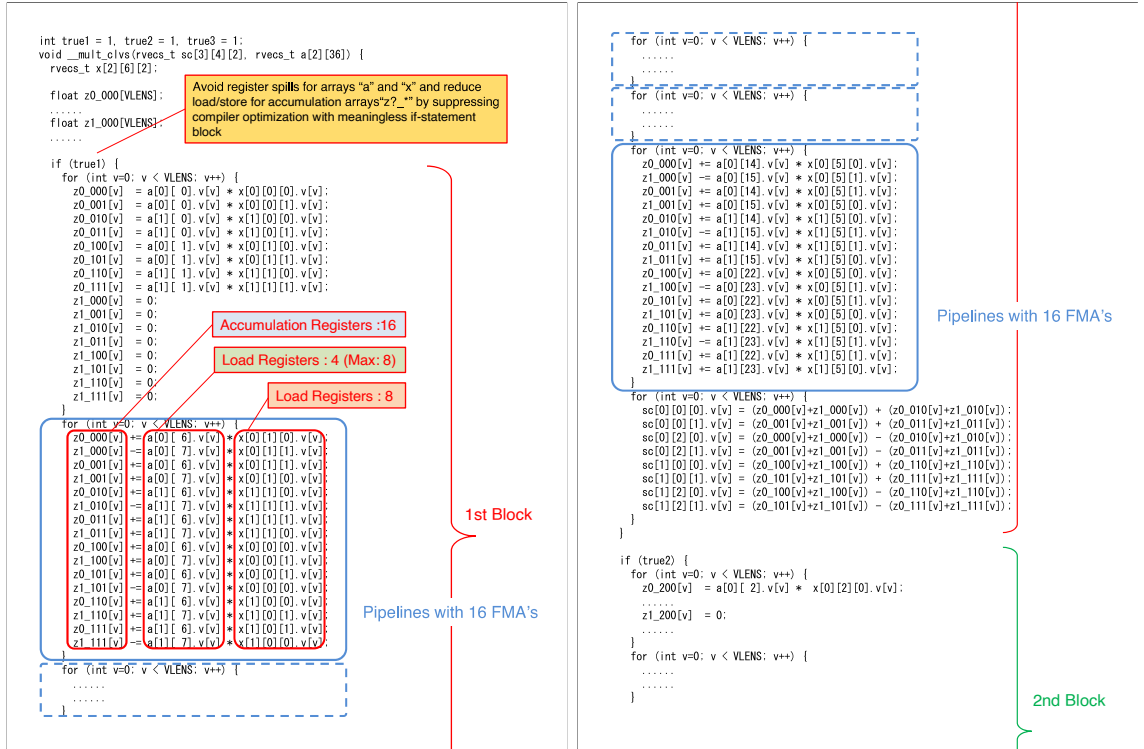 int true1 = 1, true2 = 1, true3 = 1;
void __mult_clvs(rvecs_t sc[3][4][2], rvecs_t a[2][36]) {
rvecs_t x[2][6][2];
float z0_000[VLENS];
......
float z1_000[VLENS];
......
Avoid register spills for arrays “a” and “x” and reduce
load/store for accumulation arrays“z?_*” by suppressing
compiler optimization with meaningless if-statement
block
if (true1) {
for (int v=0; v < VLENS; v++) {
z0_000[v] = a[0][ 0].v[v] * x[0][0][0].v[v];
z0_001[v] = a[0][ 0].v[v] * x[0][0][1].v[v];
z0_010[v] = a[1][ 0].v[v] * x[1][0][0].v[v];
z0_011[v] = a[1][ 0].v[v] * x[1][0][1].v[v];
z0_100[v] = a[0][ 1].v[v] * x[0][1][0].v[v];
z0_101[v] = a[0][ 1].v[v] * x[0][1][1].v[v];
z0_110[v] = a[1][ 1].v[v] * x[1][1][0].v[v];
z0_111[v] = a[1][ 1].v[v] * x[1][1][1].v[v];
z1_000[v] = 0;
z1_001[v] = 0;
z1_010[v] = 0;
z1_011[v] = 0;
z1_100[v] = 0;
z1_101[v] = 0;
z1_110[v] = 0;
z1_111[v] = 0;
}
Accumulation Registers :16
Load Registers : 4 (Max: 8)
Load Registers : 8
for (int v=0; v < VLENS; v++) {
z0_000[v] += a[0][ 6].v[v] * x[0][1][0].v[v];
z1_000[v] -= a[0][ 7].v[v] * x[0][1][1].v[v];
z0_001[v] += a[0][ 6].v[v] * x[0][1][1].v[v];
z1_001[v] += a[0][ 7].v[v] * x[0][1][0].v[v];
z0_010[v] += a[1][ 6].v[v] * x[1][1][0].v[v];
z1_010[v] -= a[1][ 7].v[v] * x[1][1][1].v[v];
z0_011[v] += a[1][ 6].v[v] * x[1][1][1].v[v];
z1_011[v] += a[1][ 7].v[v] * x[1][1][0].v[v];
z0_100[v] += a[0][ 6].v[v] * x[0][0][0].v[v];
z1_100[v] += a[0][ 7].v[v] * x[0][0][1].v[v];
z0_101[v] += a[0][ 6].v[v] * x[0][0][1].v[v];
z1_101[v] -= a[0][ 7].v[v] * x[0][0][0].v[v];
z0_110[v] += a[1][ 6].v[v] * x[1][0][0].v[v];
z1_110[v] += a[1][ 7].v[v] * x[1][0][1].v[v];
z0_111[v] += a[1][ 6].v[v] * x[1][0][1].v[v];
z1_111[v] -= a[1][ 7].v[v] * x[1][0][0].v[v];
}
1st Block
Pipelines with 16 FMA’s
for (int v=0; v < VLENS; v++) {
......
......
}
for (int v=0; v < VLENS; v++) {
......
......
}
for (int v=0; v < VLENS; v++) {
......
......
}
for (int v=0; v < VLENS; v++) {
z0_000[v] += a[0][14].v[v] * x[0][5][0].v[v];
z1_000[v] -= a[0][15].v[v] * x[0][5][1].v[v];
z0_001[v] += a[0][14].v[v] * x[0][5][1].v[v];
z1_001[v] += a[0][15].v[v] * x[0][5][0].v[v];
z0_010[v] += a[1][14].v[v] * x[1][5][0].v[v];
z1_010[v] -= a[1][15].v[v] * x[1][5][1].v[v];
z0_011[v] += a[1][14].v[v] * x[1][5][1].v[v];
z1_011[v] += a[1][15].v[v] * x[1][5][0].v[v];
z0_100[v] += a[0][22].v[v] * x[0][5][0].v[v];
z1_100[v] -= a[0][23].v[v] * x[0][5][1].v[v];
z0_101[v] += a[0][22].v[v] * x[0][5][1].v[v];
z1_101[v] += a[0][23].v[v] * x[0][5][0].v[v];
z0_110[v] += a[1][22].v[v] * x[1][5][0].v[v];
z1_110[v] -= a[1][23].v[v] * x[1][5][1].v[v];
z0_111[v] += a[1][22].v[v] * x[1][5][1].v[v];
z1_111[v] += a[1][23].v[v] * x[1][5][0].v[v];
}
Pipelines with 16 FMA’s
for (int v=0; v < VLENS; v++) {
sc[0][0][0].v[v] = (z0_000[v]+z1_000[v]) + (z0_010[v]+z1_010[v]);
sc[0][0][1].v[v] = (z0_001[v]+z1_001[v]) + (z0_011[v]+z1_011[v]);
sc[0][2][0].v[v] = (z0_000[v]+z1_000[v]) - (z0_010[v]+z1_010[v]);
sc[0][2][1].v[v] = (z0_001[v]+z1_001[v]) - (z0_011[v]+z1_011[v]);
sc[1][0][0].v[v] = (z0_100[v]+z1_100[v]) + (z0_110[v]+z1_110[v]);
sc[1][0][1].v[v] = (z0_101[v]+z1_101[v]) + (z0_111[v]+z1_111[v]);
sc[1][2][0].v[v] = (z0_100[v]+z1_100[v]) - (z0_110[v]+z1_110[v]);
sc[1][2][1].v[v] = (z0_101[v]+z1_101[v]) - (z0_111[v]+z1_111[v]);
}
}
if (true2) {
for (int v=0; v < VLENS; v++) {
z0_200[v] = a[0][ 2].v[v] * x[0][2][0].v[v];
......
z1_200[v] = 0;
......
}
for (int v=0; v < VLENS; v++) {
......
......
}
2nd Block